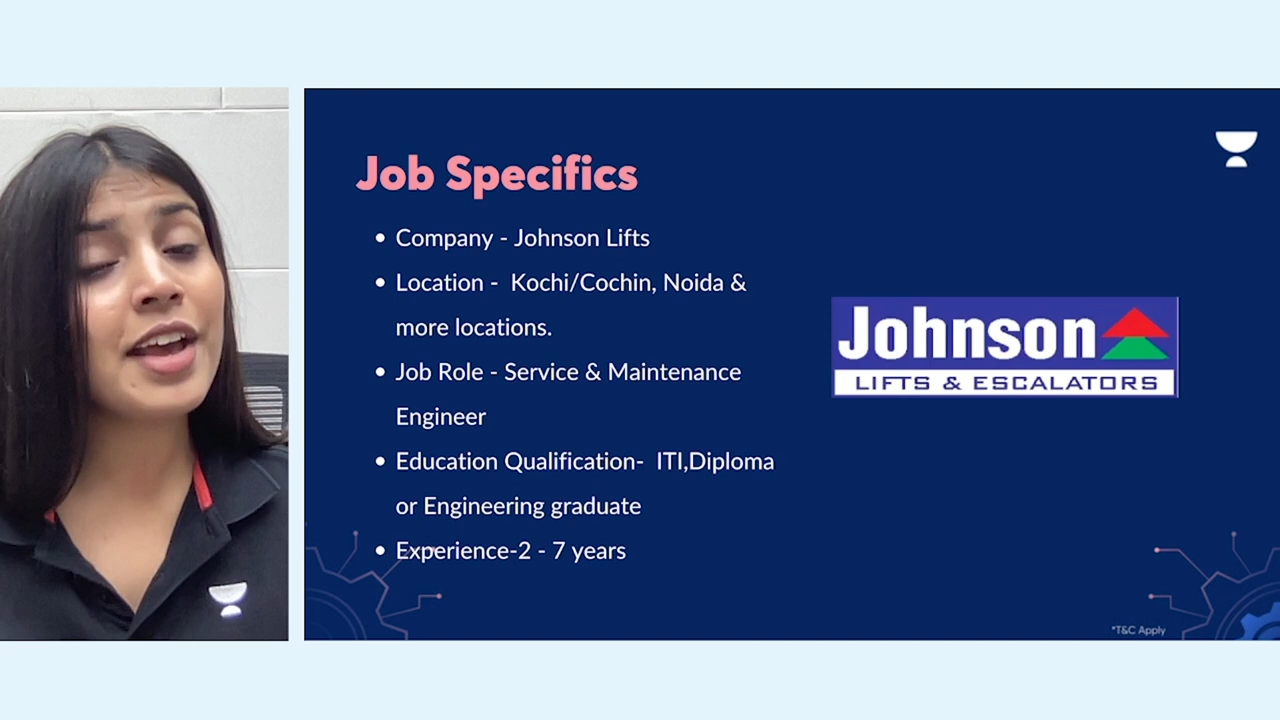 Job Specifics
• Company - Johnson Lifts
• Location -  Kochi/Cochin, Noida &
more locations.
• Job Role - Service & Maintenance
Engineer
• Education Qualification-  ITI,Diploma
or Engineering graduate
• Experience-2 - 7 years
Johnson
LIFTS & ESCALATORS
*T&C Apply